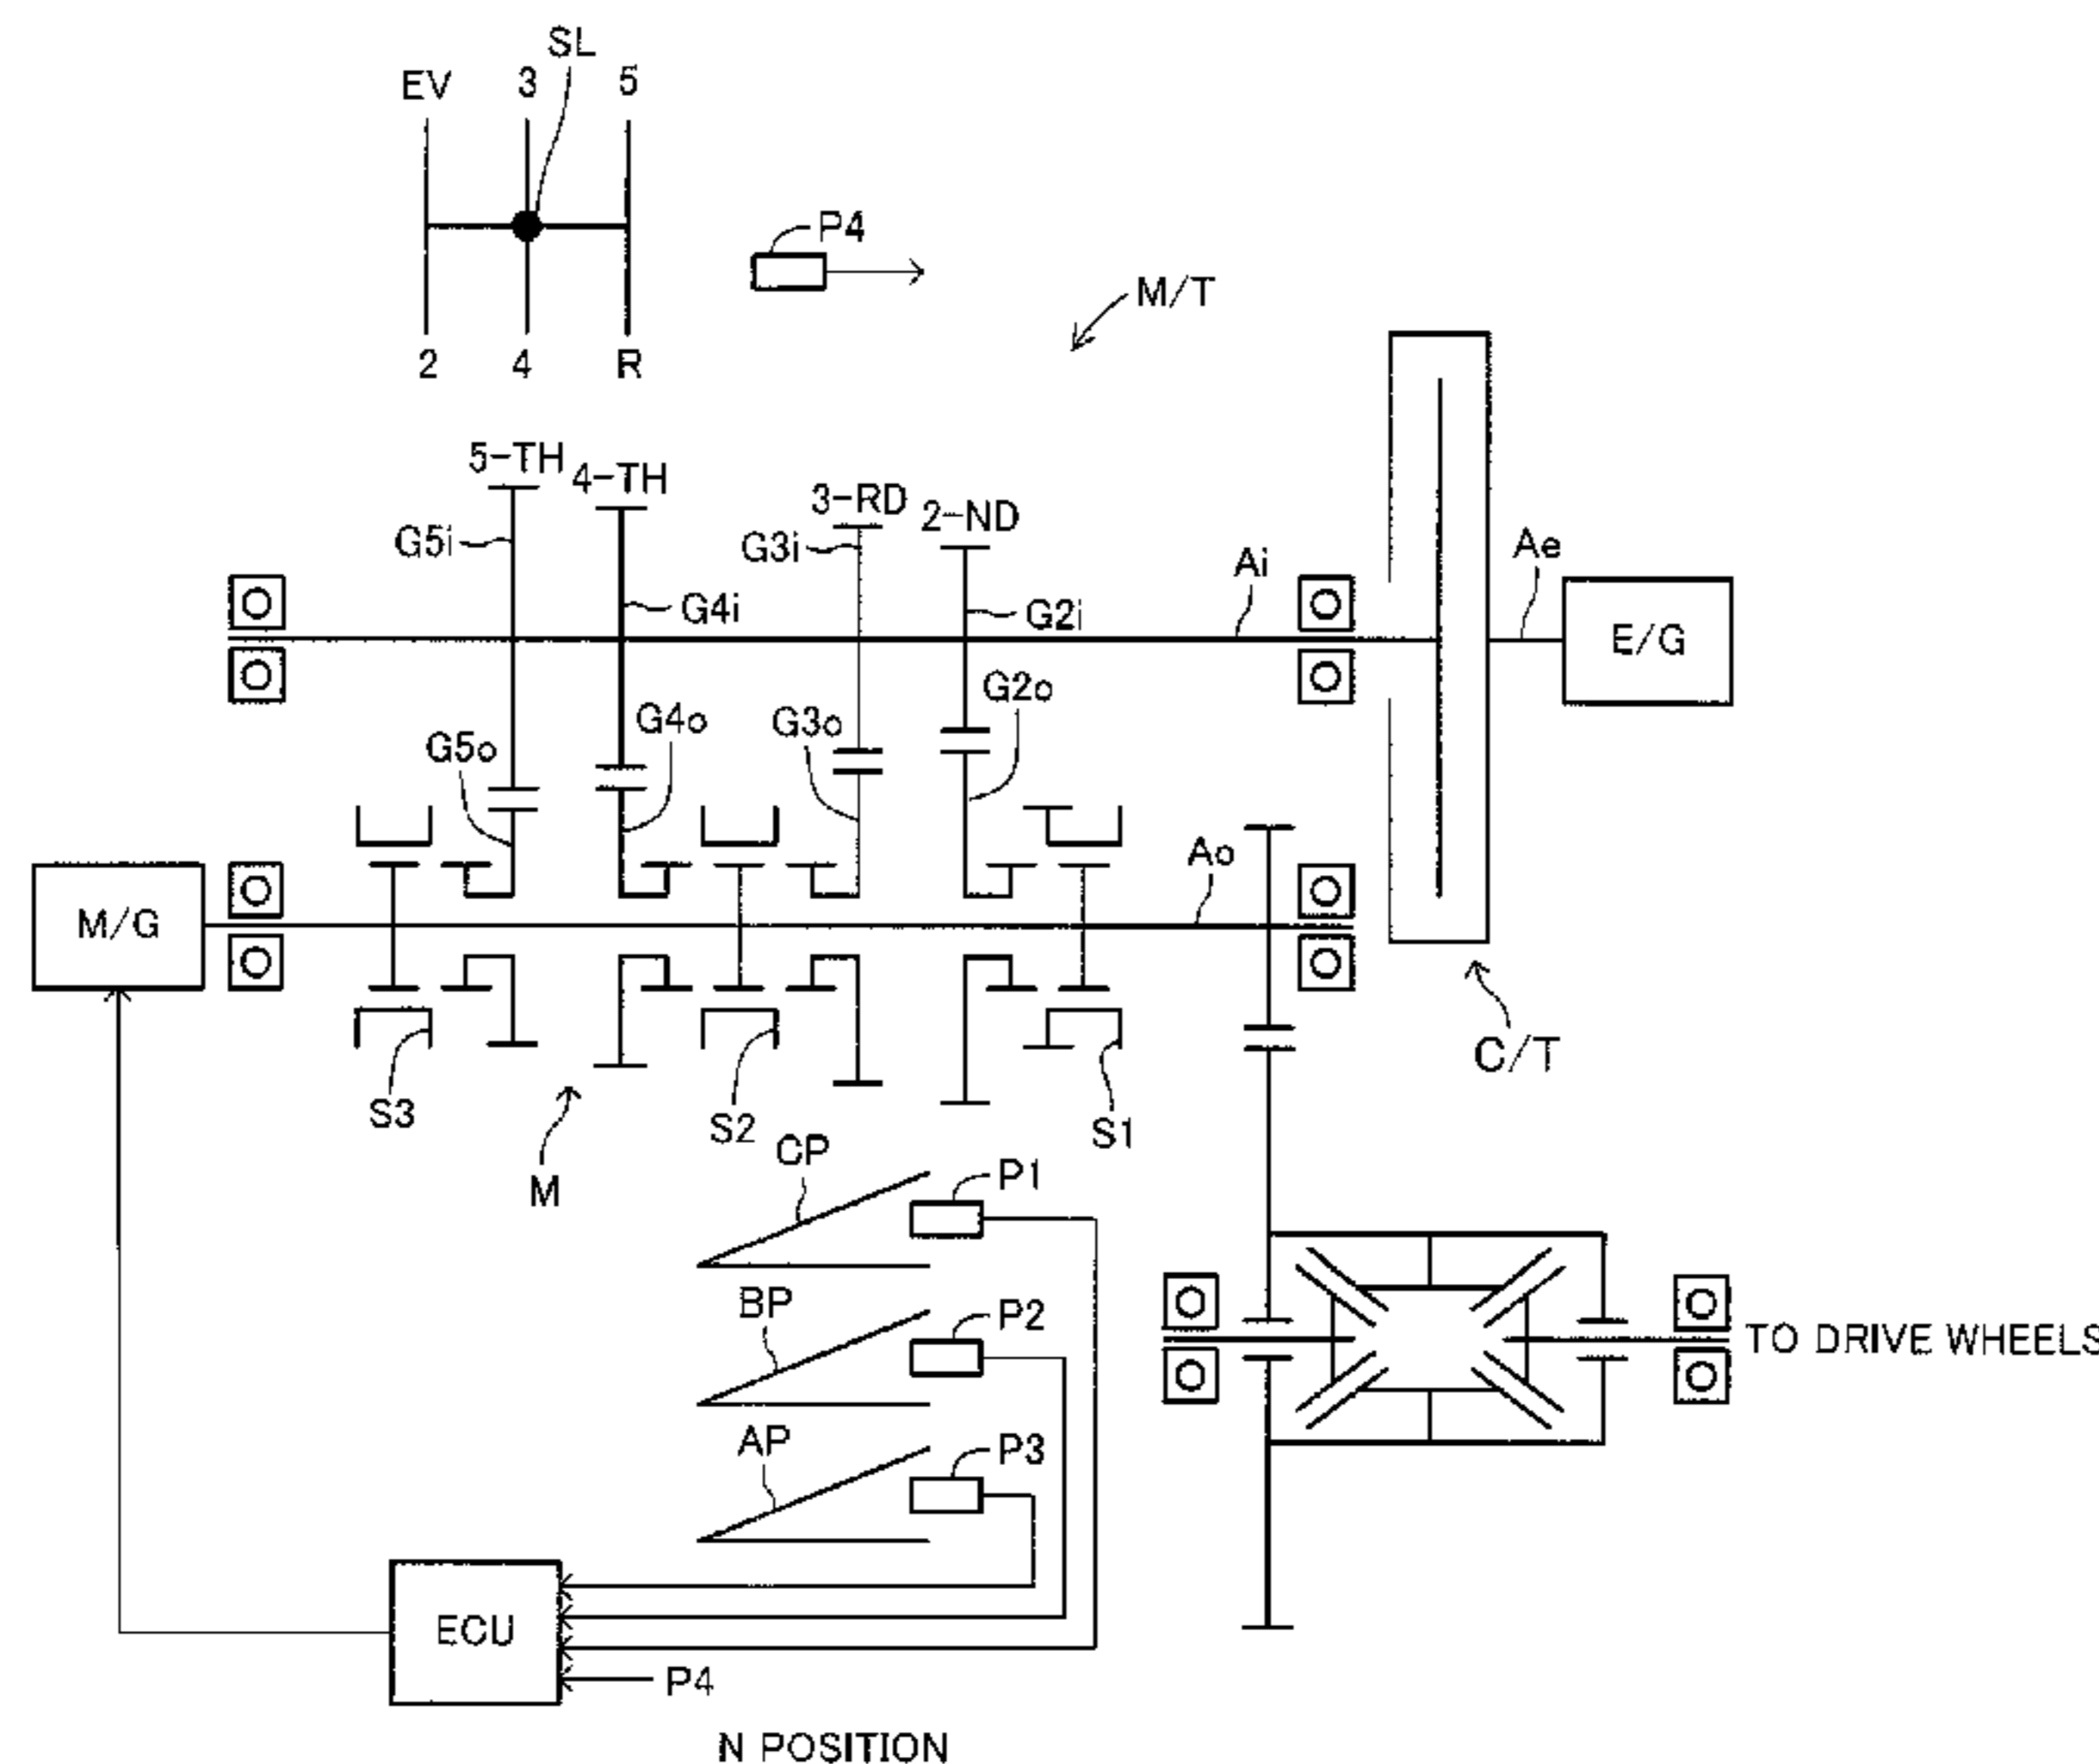 SL
EV 3 5
P4
M/T
2 4 R
5-TH
4-TH
3-RD
2-ND
G5i
G3i
Ai
Ae
G4i
G2i
E/G
G2o
G4o
G3o
G5o
Ao
M/G
C/T
S3
S2
S1
M
CP
P1
BP
P2
TO DRIVE WHEELS
AP
P3
ECU
P4
N POSITION